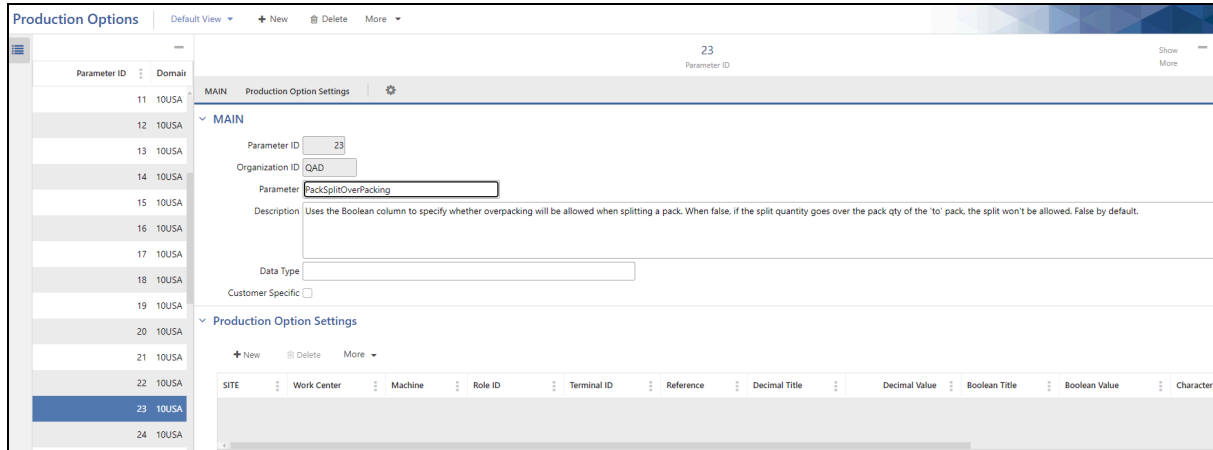 Production Options
Default View
New
Delete
More
23
Parameter ID
Show
More
Parameter ID
Domain
11 10USA
12 10USA
13 10USA
14 10USA
15 10USA
16 10USA
17 10USA
18 10USA
19 10USA
20 10USA
21 10USA
22 10USA
23 10USA
24 10USA
MAIN Production Option Settings
MAIN
Parameter ID 23
Organization ID QAD
Parameter PackSplitOverPacking
Description Uses the Boolean column to specify whether overpacking will be allowed when splitting a pack. When false, if the split quantity goes over the pack qty of the 'to' pack, the split won't be allowed. False by default.
Data Type
Customer Specific
Production Option Settings
New Delete More
SITE Work Center Machine Role ID Terminal ID Reference Decimal Title Decimal Value Boolean Title Boolean Value Character